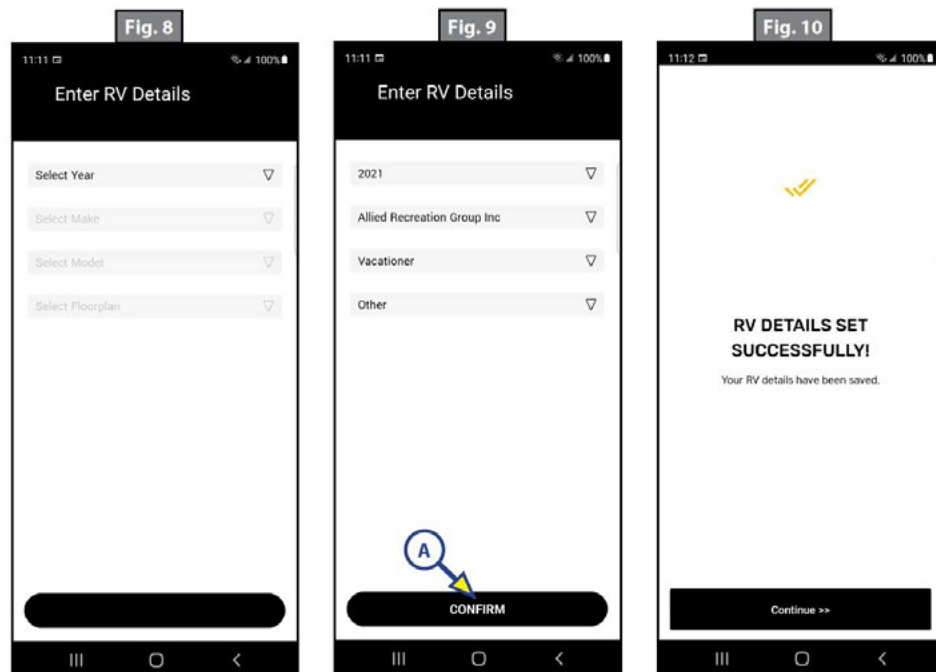 Fig. 8
11:11 100%
Enter RV Details
Select Year
Select Make
Select Model
Select Floorplan
Fig. 9
11:11 100%
Enter RV Details
2021
Allied Recreation Group Inc
Vacationer
Other
A
CONFIRM
Fig. 10
11:12 100%
RV DETAILS SET
SUCCESSFULLY!
Your RV details have been saved.
Continue >>